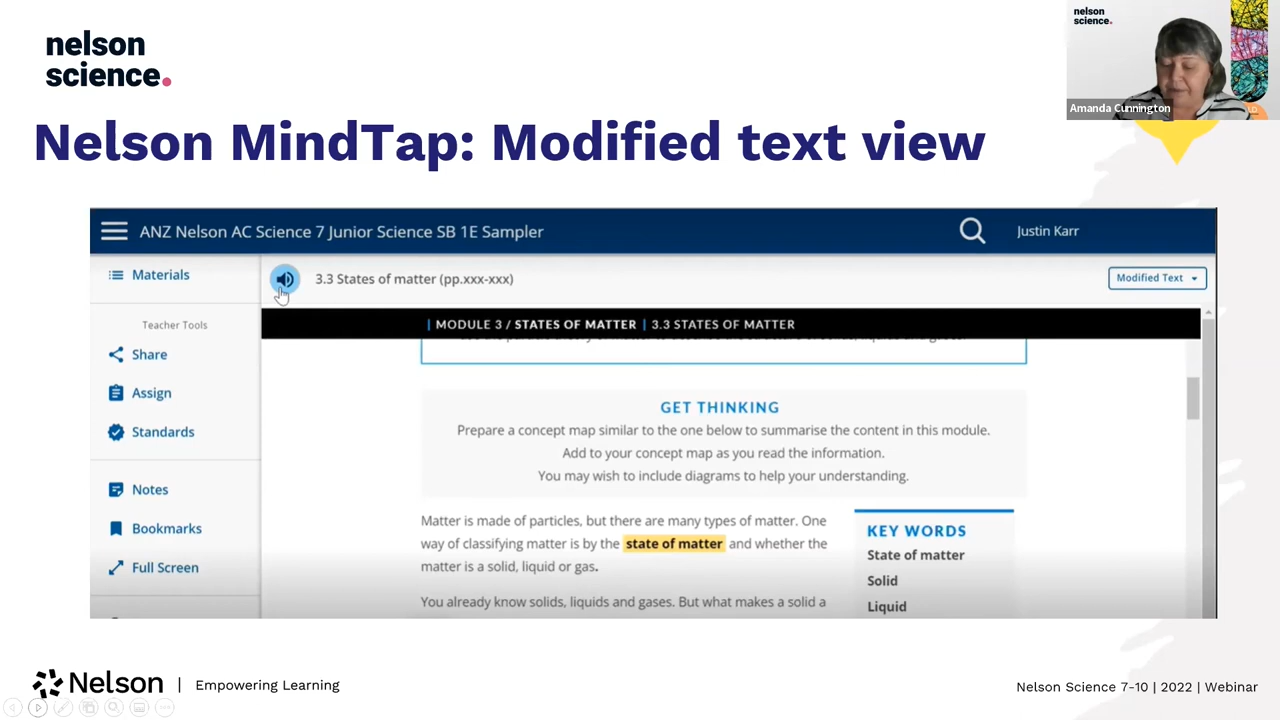 nelson
science.
nelson
science.
Amanda Cunnington
Nelson MindTap: Modified text view
ANZ Nelson AC Science 7 Junior Science SB 1E Sampler
Justin Karr
Materials
3.3 States of matter (pp.xxx-xxx)
Modified Text
Teacher Tools
Share
Assign
Standards
Notes
Bookmarks
Full Screen
| MODULE 3 / STATES OF MATTER | 3.3 STATES OF MATTER
GET THINKING
Prepare a concept map similar to the one below to summarise the content in this module.
Add to your concept map as you read the information.
You may wish to include diagrams to help your understanding.
Matter is made of particles, but there are many types of matter. One
way of classifying matter is by the state of matter and whether the
matter is a solid, liquid or gas.
You already know solids, liquids and gases. But what makes a solid a
KEY WORDS
State of matter
Solid
Liquid
Nelson | Empowering Learning
Nelson Science 7-10 | 2022 | Webinar